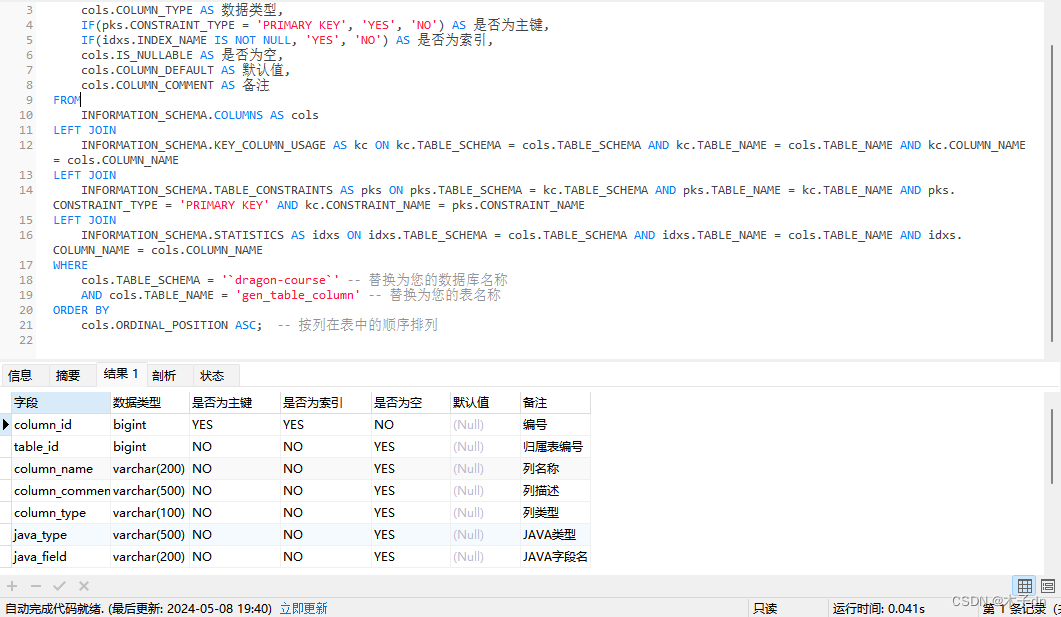 3 cols.COLUMN_TYPE AS 数据类型,
4 IF(pks.CONSTRAINT_TYPE = 'PRIMARY KEY', 'YES', 'NO') AS 是否为主键,
5 IF(idxs.INDEX_NAME IS NOT NULL, 'YES', 'NO') AS 是否为索引,
6 cols.IS_NULLABLE AS 是否为空,
7 cols.COLUMN_DEFAULT AS 默认值,
8 cols.COLUMN_COMMENT AS 备注
9 FROM
10 INFORMATION_SCHEMA.COLUMNS AS cols
11 LEFT JOIN
12 INFORMATION_SCHEMA.KEY_COLUMN_USAGE AS kc ON kc.TABLE_SCHEMA = cols.TABLE_SCHEMA AND kc.TABLE_NAME = cols.TABLE_NAME AND kc.COLUMN_NAME
= cols.COLUMN_NAME
13 LEFT JOIN
14 INFORMATION_SCHEMA.TABLE_CONSTRAINTS AS pks ON pks.TABLE_SCHEMA = kc.TABLE_SCHEMA AND pks.TABLE_NAME = kc.TABLE_NAME AND pks.
CONSTRAINT_TYPE = 'PRIMARY KEY' AND kc.CONSTRAINT_NAME = pks.CONSTRAINT_NAME
15 LEFT JOIN
16 INFORMATION_SCHEMA.STATISTICS AS idxs ON idxs.TABLE_SCHEMA = cols.TABLE_SCHEMA AND idxs.TABLE_NAME = cols.TABLE_NAME AND idxs.
COLUMN_NAME = cols.COLUMN_NAME
17 WHERE
18 cols.TABLE_SCHEMA = '`dragon-course`' -- 替换为您的数据库名称
19 AND cols.TABLE_NAME = 'gen_table_column' -- 替换为您的表名称
20 ORDER BY
21 cols.ORDINAL_POSITION ASC; -- 按列在表中的顺序排列
22
信息 摘要 结果 1 剖析 状态
字段 数据类型 是否为主键 是否为索引 是否为空 默认值 备注
column_id bigint YES YES NO (Null) 编号
table_id bigint NO NO YES (Null) 归属表编号
column_name varchar(200) NO NO YES (Null) 列名称
column_commen varchar(500) NO NO YES (Null) 列描述
column_type varchar(100) NO NO YES (Null) 列类型
java_type varchar(500) NO NO YES (Null) JAVA类型
java_field varchar(200) NO NO YES (Null) JAVA字段名
自动完成代码就绪. (最后更新: 2024-05-08 19:40) 立即更新 只读 运行时间: 0.041s 第 1 条记录 (
CSDN @木子dn